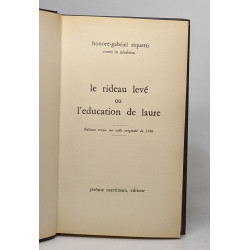 honoré-gabriel riquetti
comte de mirabeau
le rideau levé
ou
l'education de laure
Edition revue sur celle originale de 1786
jérôme martineau, éditeur